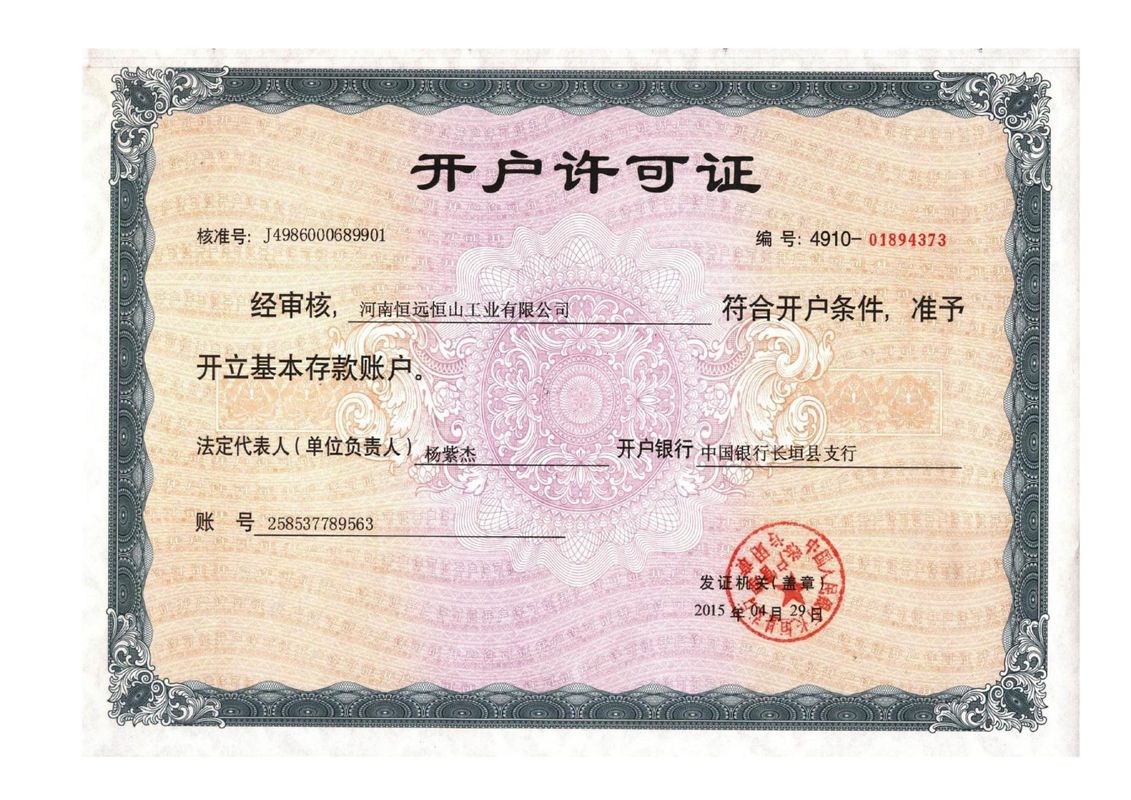 开户许可证
核准号: J4986000689901 编 号: 4910- 01894373
经审核, 河南恒远恒山工业有限公司 符合开户条件, 准予
开立基本存款账户。
法定代表人(单位负责人) 杨紫杰 开户银行 中国银行长垣县支行
账 号 258537789563
发证机关(盖章)
2015 年 04 月 29 日